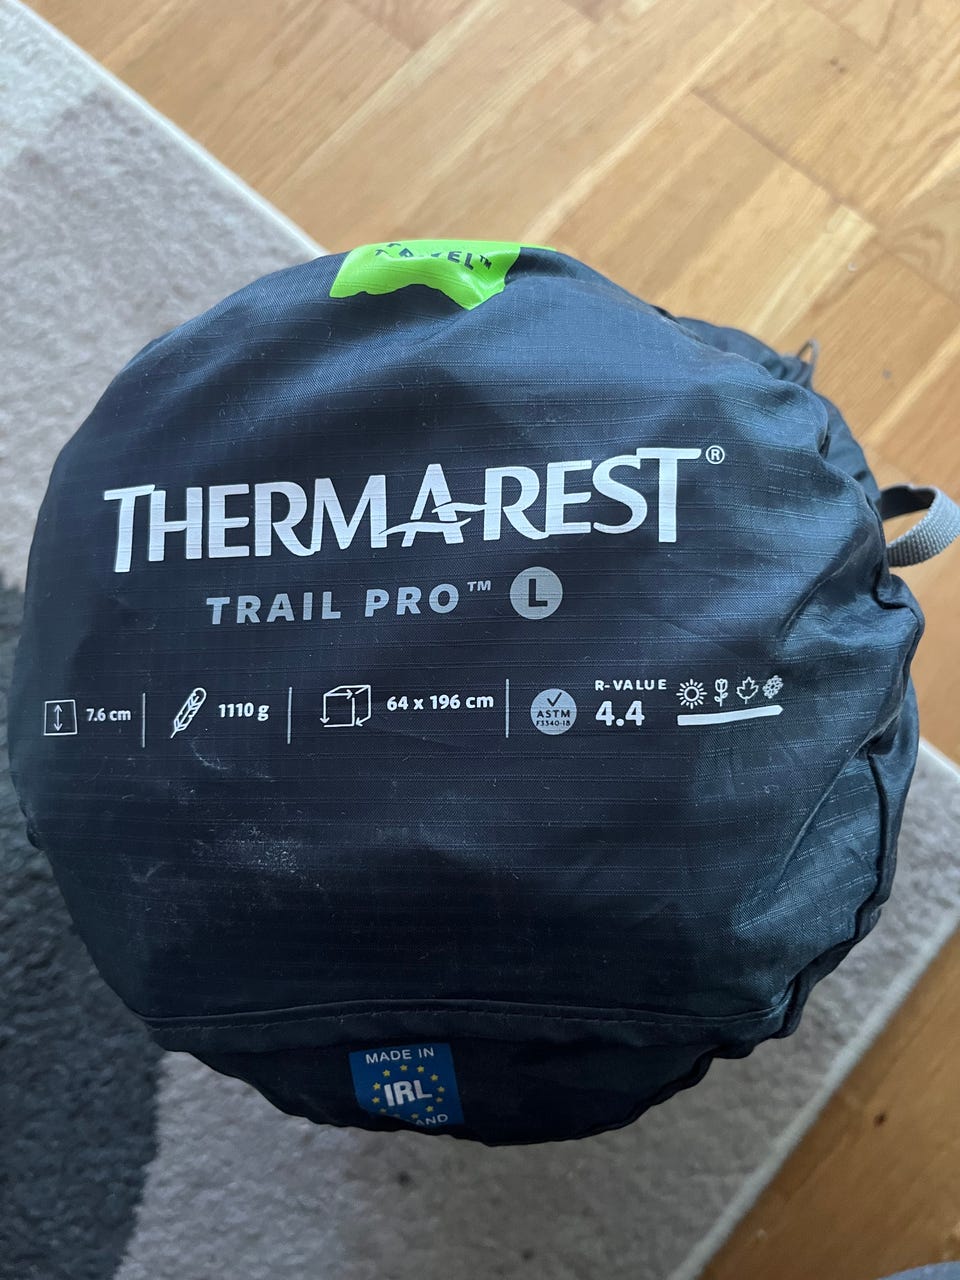 THERMAREST®
TRAIL PRO™ L
7.6 cm
1110 g
64 x 196 cm
ASTM
F3340-18
R-VALUE
4.4
MADE IN
IRL